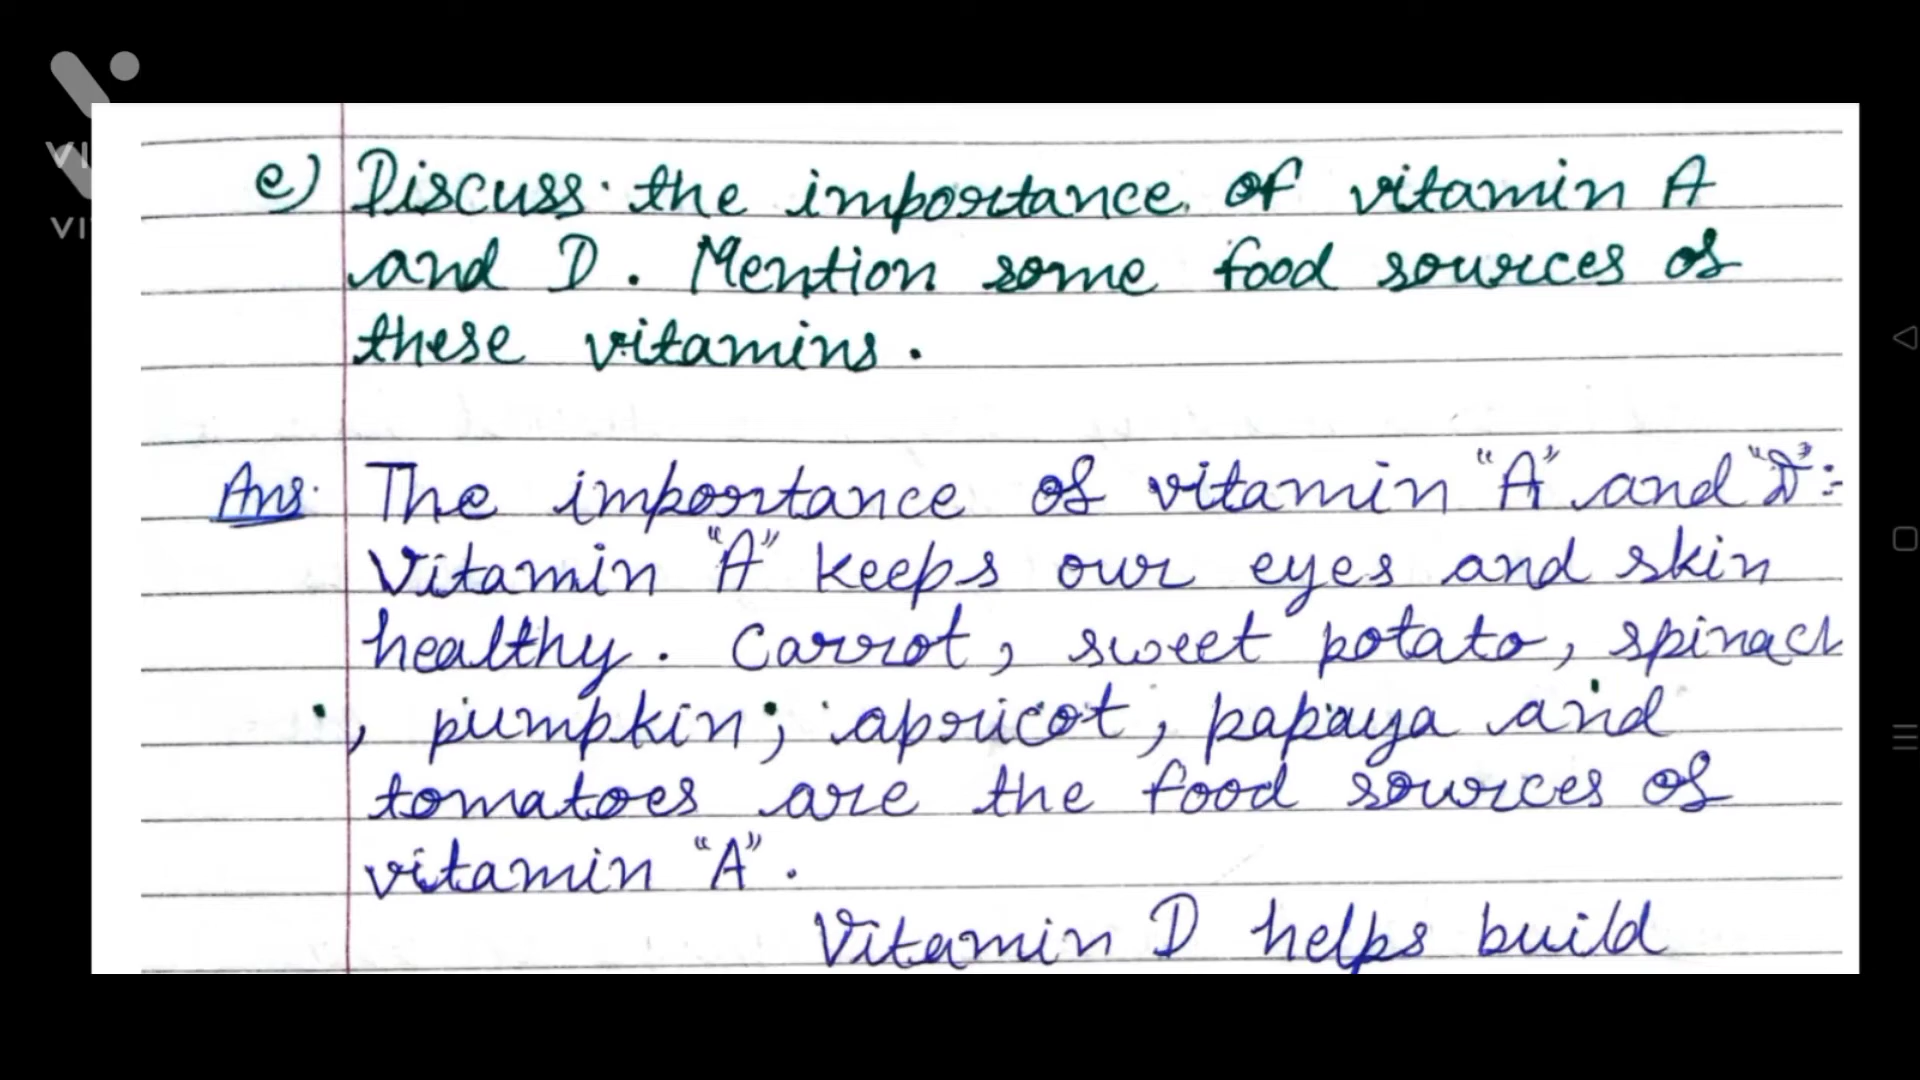 VI
VI
e) Discuss the importance of vitamin A
and D. Mention some food sources of
these vitamins.
Ans. The importance of vitamin "A" and "D":
Vitamin "A" keeps our eyes and skin
healthy. Carrot, sweet potato, spinach
, pumpkin, apricot, papaya and
tomatoes are the food sources of
vitamin "A".
Vitamin D helps build